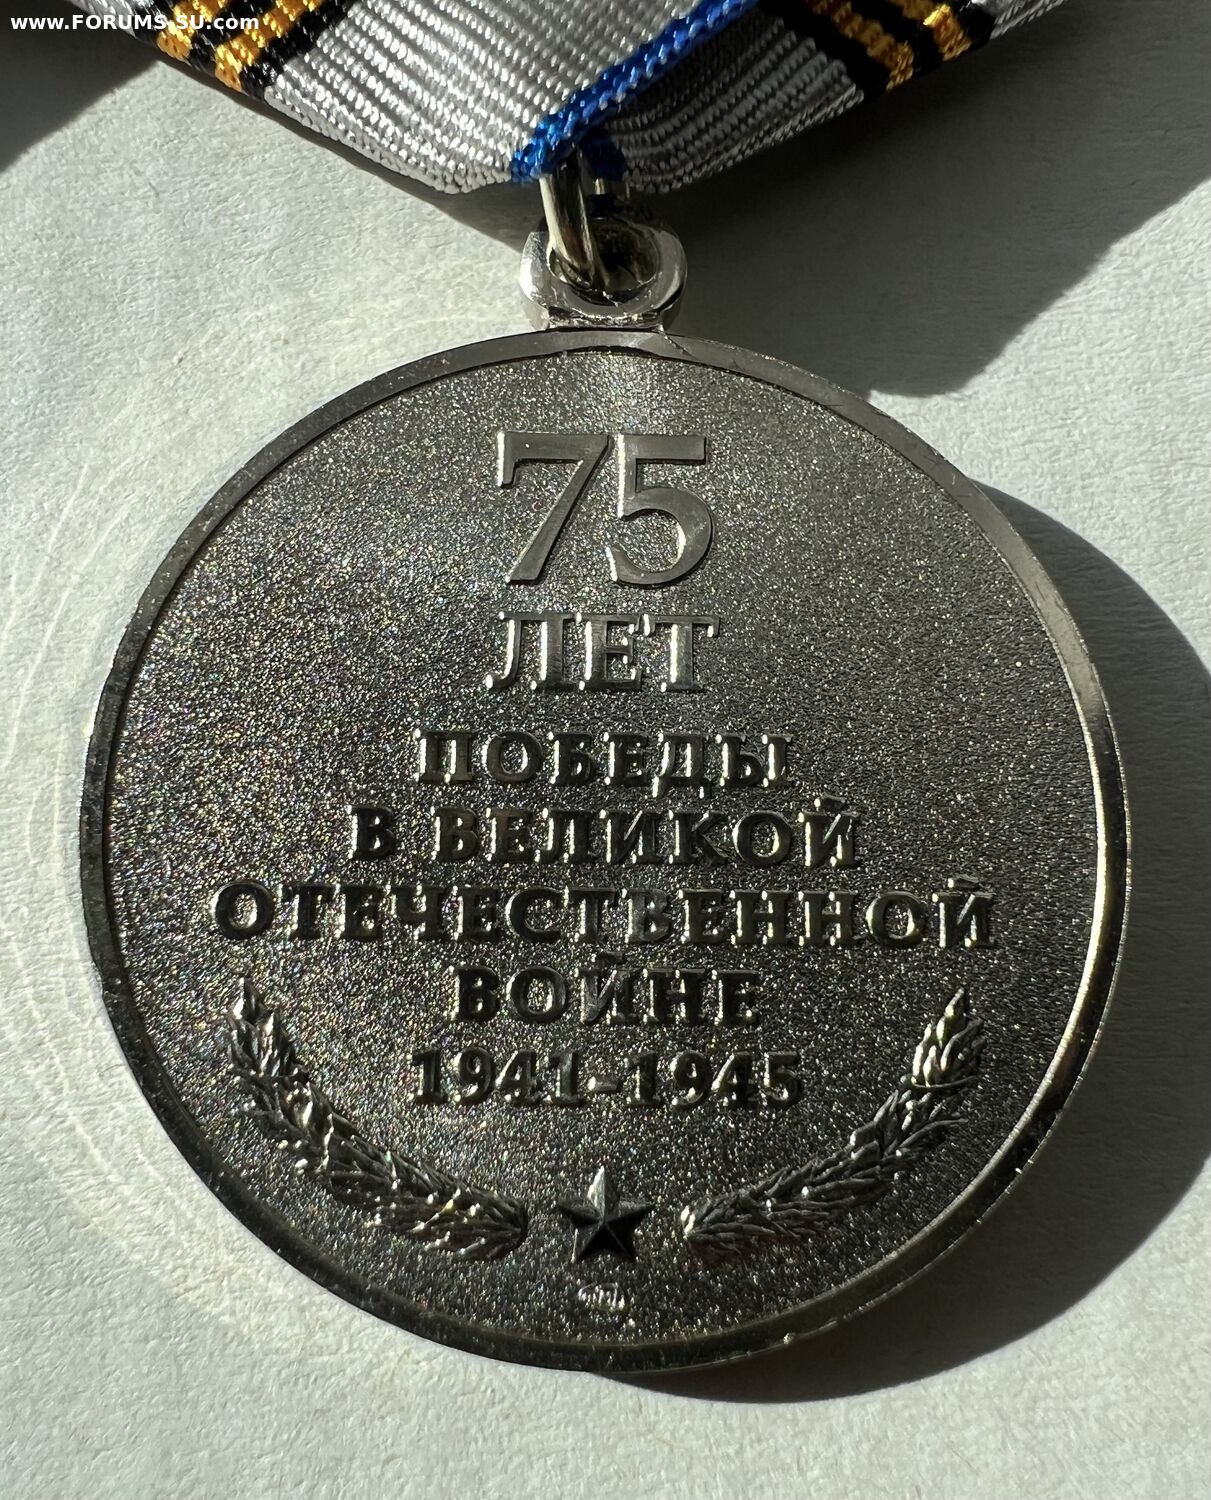 www.FORUMS-SU.com
75
ЛЕТ
ПОБЕДЫ
В ВЕЛИКОЙ
ОТЕЧЕСТВЕННОЙ
ВОЙНЕ
1941-1945